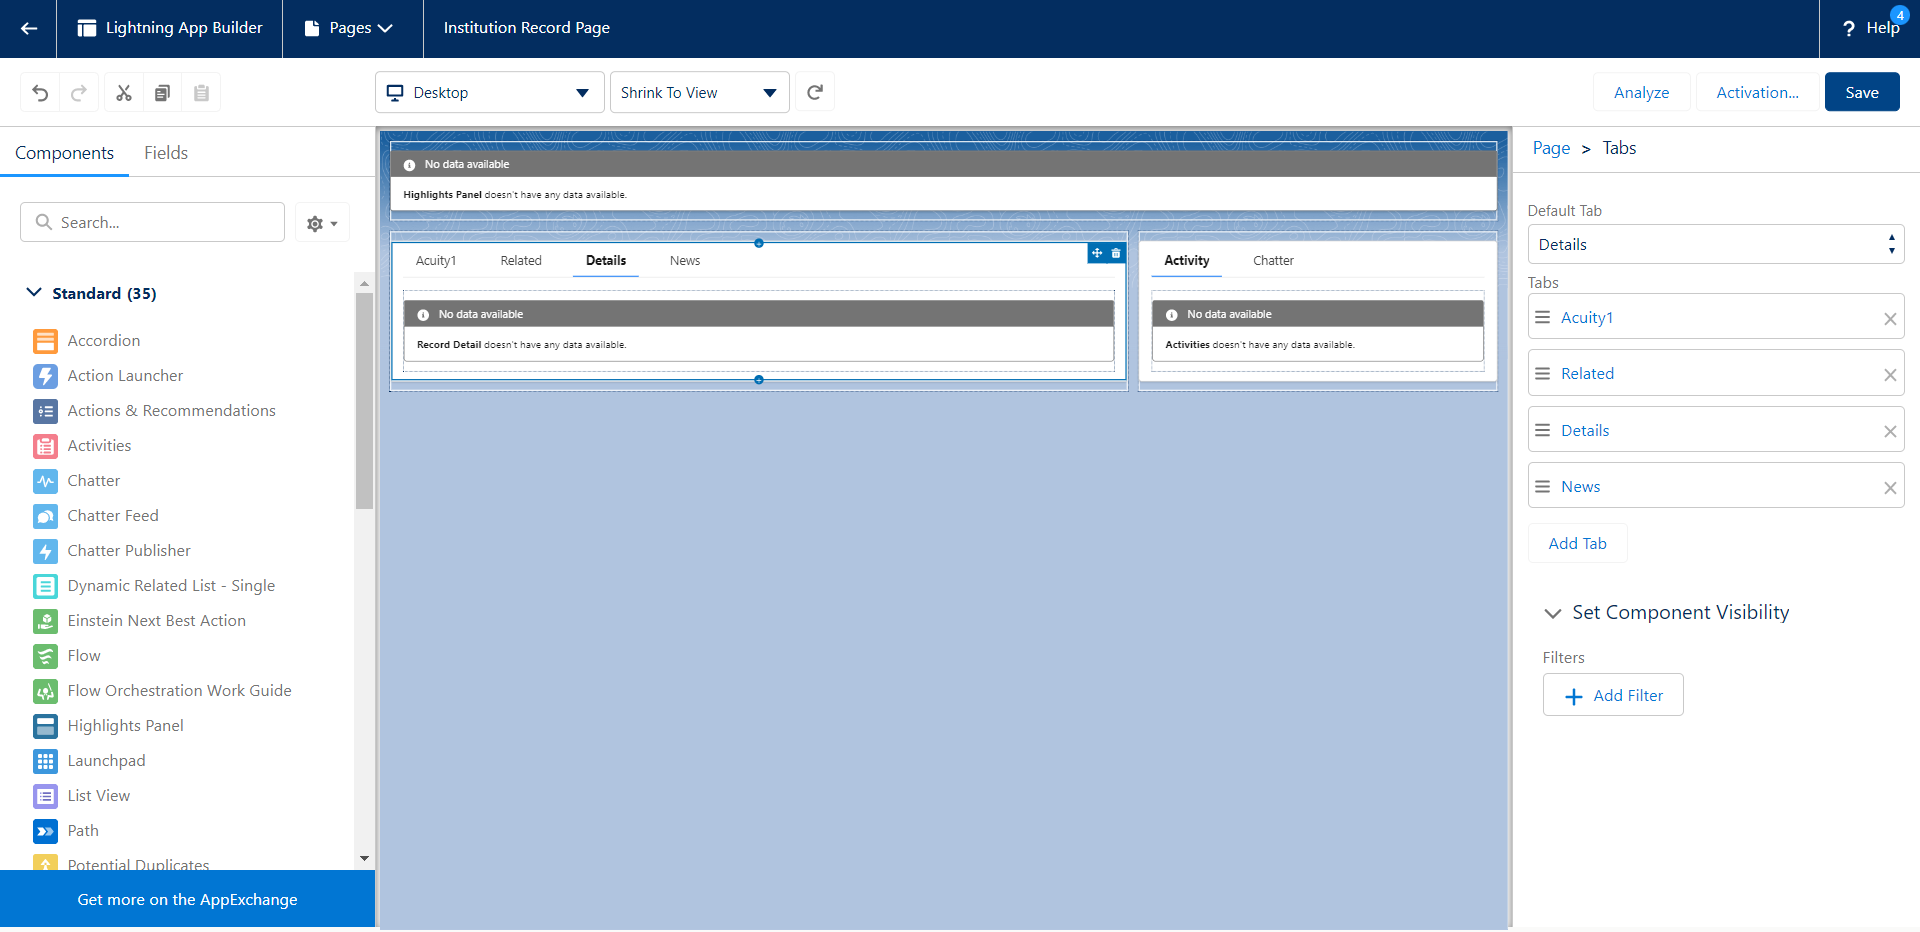 Lightning App Builder
Pages
Institution Record Page
4
? Help
Desktop
Shrink To View
Analyze
Activation...
Save
Components
Fields
Search...
Standard (35)
Accordion
Action Launcher
Actions & Recommendations
Activities
Chatter
Chatter Feed
Chatter Publisher
Dynamic Related List - Single
Einstein Next Best Action
Flow
Flow Orchestration Work Guide
Highlights Panel
Launchpad
List View
Path
Potential Duplicates
Get more on the AppExchange
No data available
Highlights Panel doesn't have any data available.
Acuity1
Related
Details
News
No data available
Record Detail doesn't have any data available.
Activity
Chatter
No data available
Activities doesn't have any data available.
Page > Tabs
Default Tab
Details
Tabs
Acuity1
Related
Details
News
Add Tab
Set Component Visibility
Filters
Add Filter